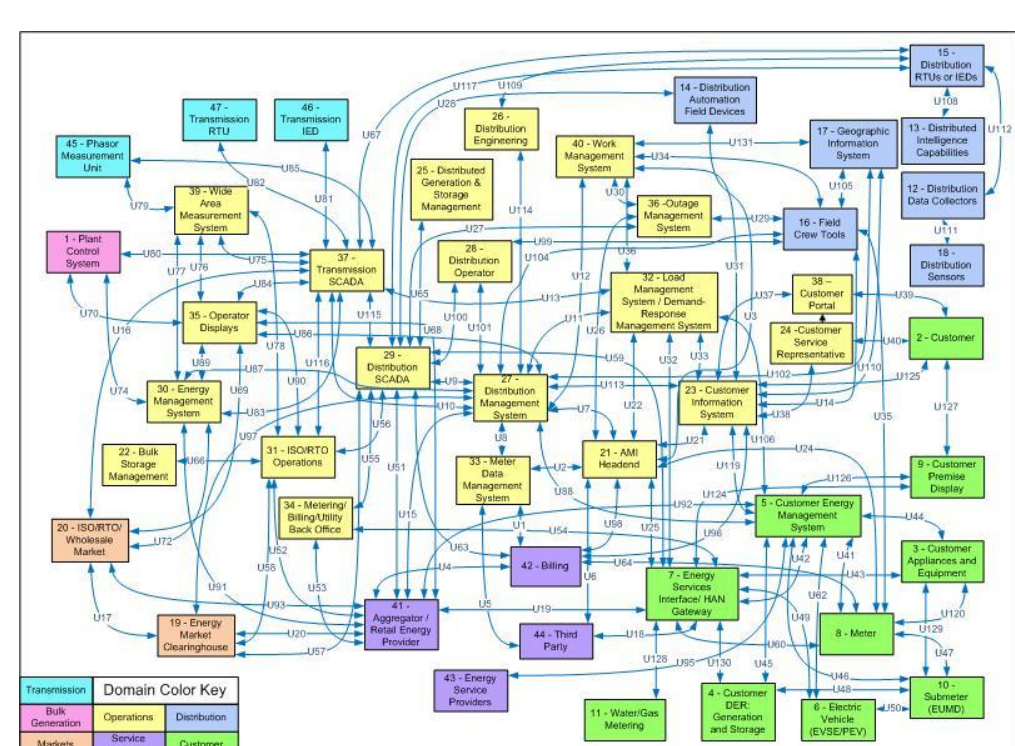 15 -
Distribution
RTUs or IEDs
U117
U109
U28
14 - Distribution
Automation
Field Devices
U108
U112
47 -
Transmission
RTU
46 -
Transmission
IED
26 -
Distribution
Engineering
U67
40 - Work
Management
System
U131
U34
17 - Geographic
Information
System
13 - Distributed
Intelligence
Capabilities
45 - Phasor
Measurement
Unit
U85
U82
25 - Distributed
Generation &
Storage
Management
U30
U105
12 - Distribution
Data Collectors
39 - Wide
Area
Measurement
System
U79
U81
U114
36 -Outage
Management
System
U29
16 - Field
Crew Tools
U111
U27
1 - Plant
Control
System
U80
U77
U76
U75
37 -
Transmission
SCADA
28 -
Distribution
Operator
U99
U104
U36
U12
U31
18 -
Distribution
Sensors
32 - Load
Management
System / Demand-
Response
Management System
38 –
Customer
Portal
U84
U65
U13
U37
U39
U70
U16
35 - Operator
Displays
U115
U100
U68
U101
U11
U26
U3
24 -Customer
Service
Representative
U40
2 - Customer
U86
U78
U116
29 -
Distribution
SCADA
U59
U32
U33
U110
U89
U87
U90
U69
U9
27 -
Distribution
Management
System
U113
U102
U125
U74
30 - Energy
Management
System
U83
U10
U7
U22
23 - Customer
Information
System
U38
U14
U35
U127
U97
U56
U8
U21
U106
22 - Bulk
Storage
Management
U66
31 - ISO/RTO
Operations
U55
U51
33 - Meter
Data
Management
System
U2
21 - AMI
Headend
U119
U24
9 - Customer
Premise
Display
U88
U126
U124
34 – Metering/
Billing/Utility
Back Office
U15
U92
5 - Customer Energy
Management
System
U44
20 - ISO/RTO/
Wholesale
Market
U72
U52
U1
U54
U98
U25
U96
U63
U41
3 - Customer
Appliances and
Equipment
U58
U53
U4
42 - Billing
U64
U42
U43
U91
U6
7 - Energy
Services
Interface/ HAN
Gateway
U62
U17
U93
41 -
Aggregator /
Retail Energy
Provider
U5
U19
U49
U120
19 - Energy
Market
Clearinghouse
U20
U57
44 - Third
Party
U18
U60
8 - Meter
U129
U128
U130
U95
U45
U46
U47
43 - Energy
Service
Providers
U48
Transmission
Domain Color Key
11 - Water/Gas
Metering
4 - Customer
DER:
Generation
and Storage
6 - Electric
Vehicle
(EVSE/PEV)
U50
10 -
Submeter
(EUMD)
Bulk
Generation
Operations
Distribution
Markets
Service
Customer